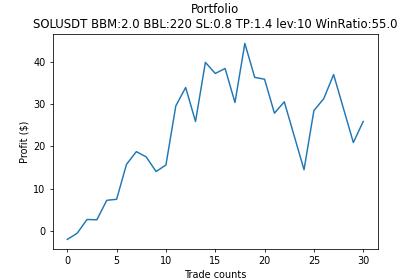 Portfolio
SOLUSDT BBM:2.0 BBL:220 SL:0.8 TP:1.4 lev:10 WinRatio:55.0
40
30
20
10
0
Profit ($)
0 5 10 15 20 25 30
Trade counts